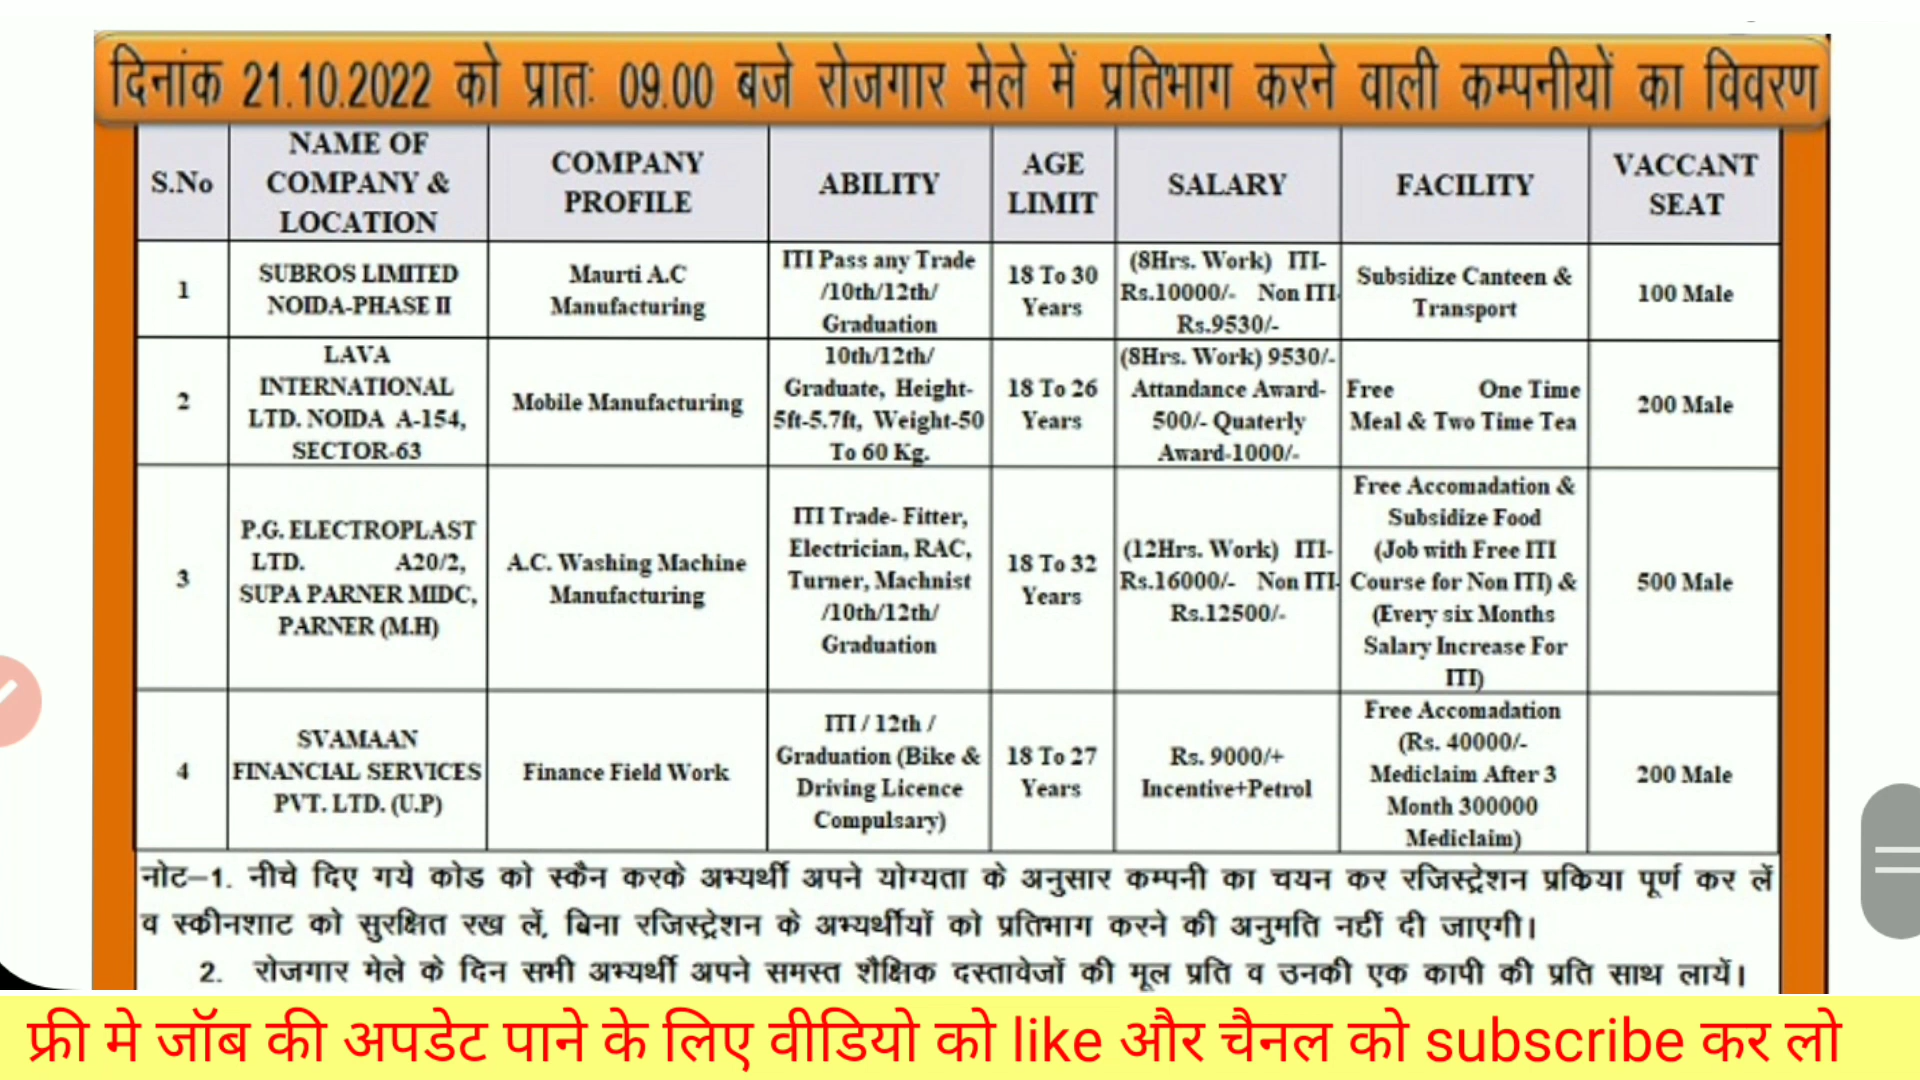 दिनांक 21.10.2022 को प्रातः 09.00 बजे रोजगार मेले में प्रतिभाग करने वाली कम्पनीयों का विवरण
S.No
NAME OF
COMPANY &
LOCATION
COMPANY
PROFILE
ABILITY
AGE
LIMIT
SALARY
FACILITY
VACCANT
SEAT
1
SUBROS LIMITED
NOIDA-PHASE II
Maurti A.C
Manufacturing
ITI Pass any Trade
/10th/12th/
Graduation
18 To 30
Years
(8Hrs. Work) ITI-
Rs.10000/- Non ITI-
Rs.9530/-
Subsidize Canteen &
Transport
100 Male
2
LAVA
INTERNATIONAL
LTD. NOIDA A-154,
SECTOR-63
Mobile Manufacturing
10th/12th/
Graduate, Height-
5ft-5.7ft, Weight-50
To 60 Kg.
18 To 26
Years
(8Hrs. Work) 9530/-
Attandance Award-
500/- Quaterly
Award-1000/-
Free One Time
Meal & Two Time Tea
200 Male
3
P.G. ELECTROPLAST
LTD. A20/2,
SUPA PARNER MIDC,
PARNER (M.H)
A.C. Washing Machine
Manufacturing
ITI Trade- Fitter,
Electrician, RAC,
Turner, Machnist
/10th/12th/
Graduation
18 To 32
Years
(12Hrs. Work) ITI-
Rs.16000/- Non ITI-
Rs.12500/-
Free Accomadation &
Subsidize Food
(Job with Free ITI
Course for Non ITI) &
(Every six Months
Salary Increase For
ITI)
500 Male
4
SVAMAAN
FINANCIAL SERVICES
PVT. LTD. (U.P)
Finance Field Work
ITI / 12th /
Graduation (Bike &
Driving Licence
Compulsary)
18 To 27
Years
Rs. 9000/+
Incentive+Petrol
Free Accomadation
(Rs. 40000/-
Mediclaim After 3
Month 300000
Mediclaim)
200 Male
नोट–1. नीचे दिए गये कोड को स्कैन करके अभ्यर्थी अपने योग्यता के अनुसार कम्पनी का चयन कर रजिस्ट्रेशन प्रकिया पूर्ण कर लें
व स्कीनशाट को सुरक्षित रख लें, बिना रजिस्ट्रेशन के अभ्यर्थीयों को प्रतिभाग करने की अनुमति नहीं दी जाएगी।
2. रोजगार मेले के दिन सभी अभ्यर्थी अपने समस्त शैक्षिक दस्तावेजों की मूल प्रति व उनकी एक कापी की प्रति साथ लायें।
फ्री मे जॉब की अपडेट पाने के लिए वीडियो को like और चैनल को subscribe कर लो